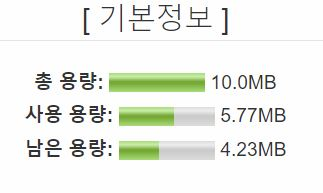 [ 기본정보 ]
총 용량: 10.0MB
사용 용량: 5.77MB
남은 용량: 4.23MB